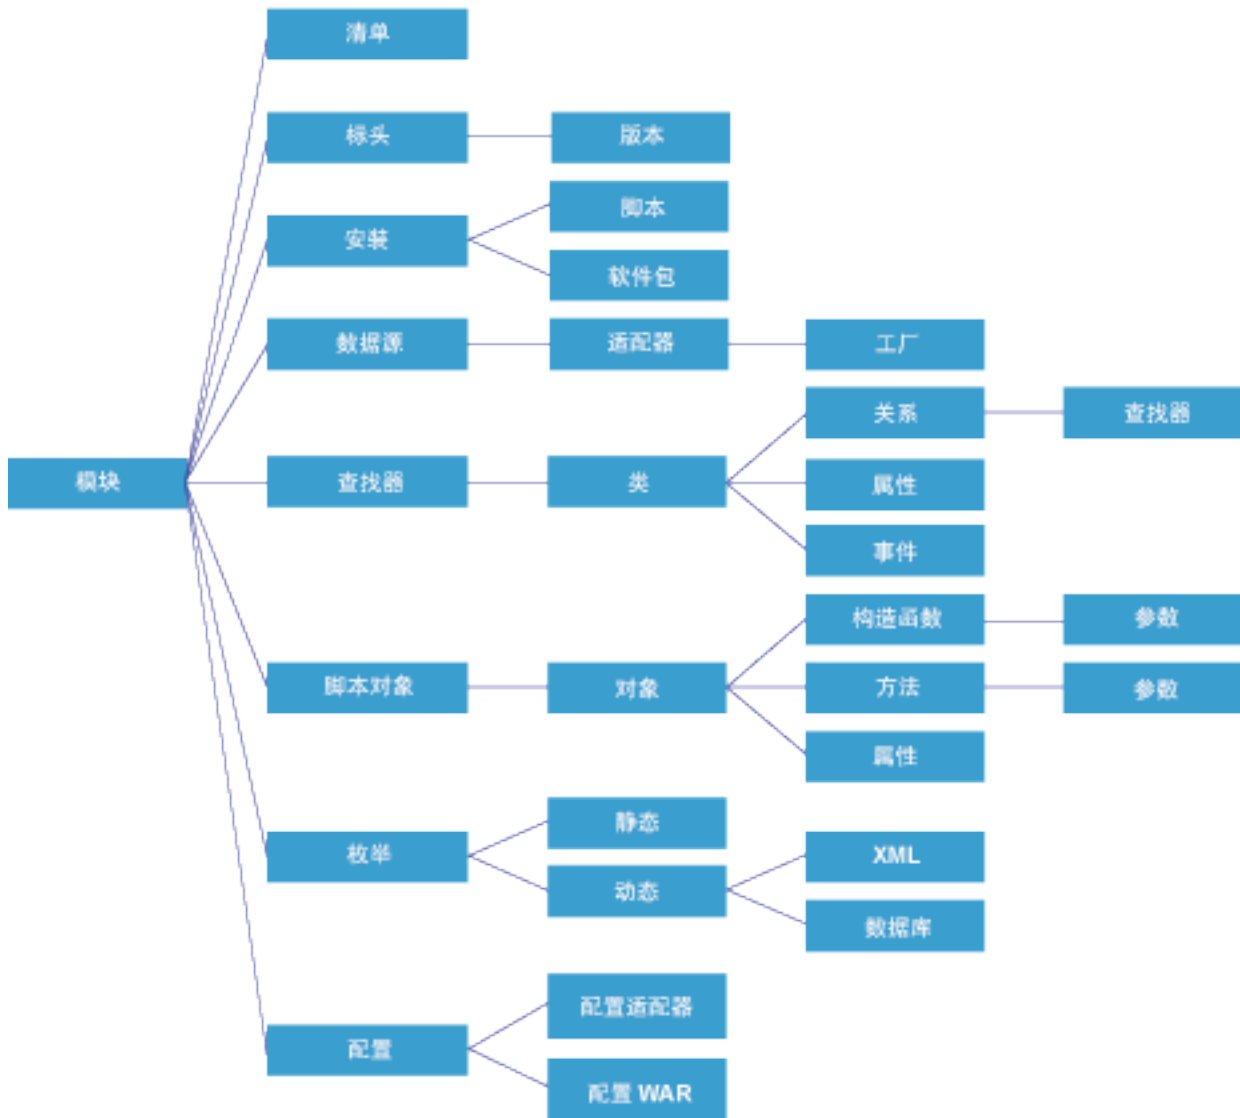 清单
标头
版本
安装
脚本
软件包
数据源
适配器
工厂
模块
查找器
类
关系
查找器
属性
事件
脚本对象
对象
构造函数
参数
方法
参数
属性
枚举
静态
动态
XML
数据库
配置
配置适配器
配置 WAR